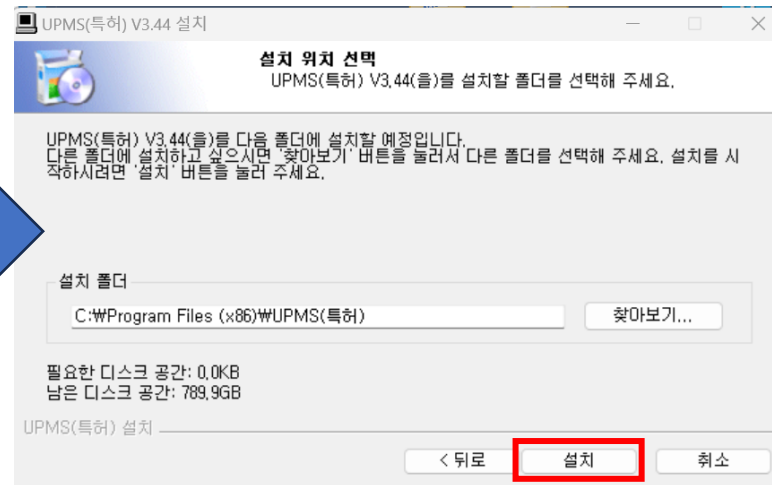 UPMS(특허) V3.44 설치
설치 위치 선택
UPMS(특허) V3.44(을)를 설치할 폴더를 선택해 주세요.
UPMS(특허) V3.44(을)를 다음 폴더에 설치할 예정입니다.
다른 폴더에 설치하고 싶으시면 '찾아보기' 버튼을 눌러서 다른 폴더를 선택해 주세요. 설치를 시
작하시려면 '설치' 버튼을 눌러 주세요.
설치 폴더
C:₩Program Files (x86)₩UPMS(특허)
찾아보기...
필요한 디스크 공간: 0.0KB
남은 디스크 공간: 789.9GB
UPMS(특허) 설치
< 뒤로
설치
취소